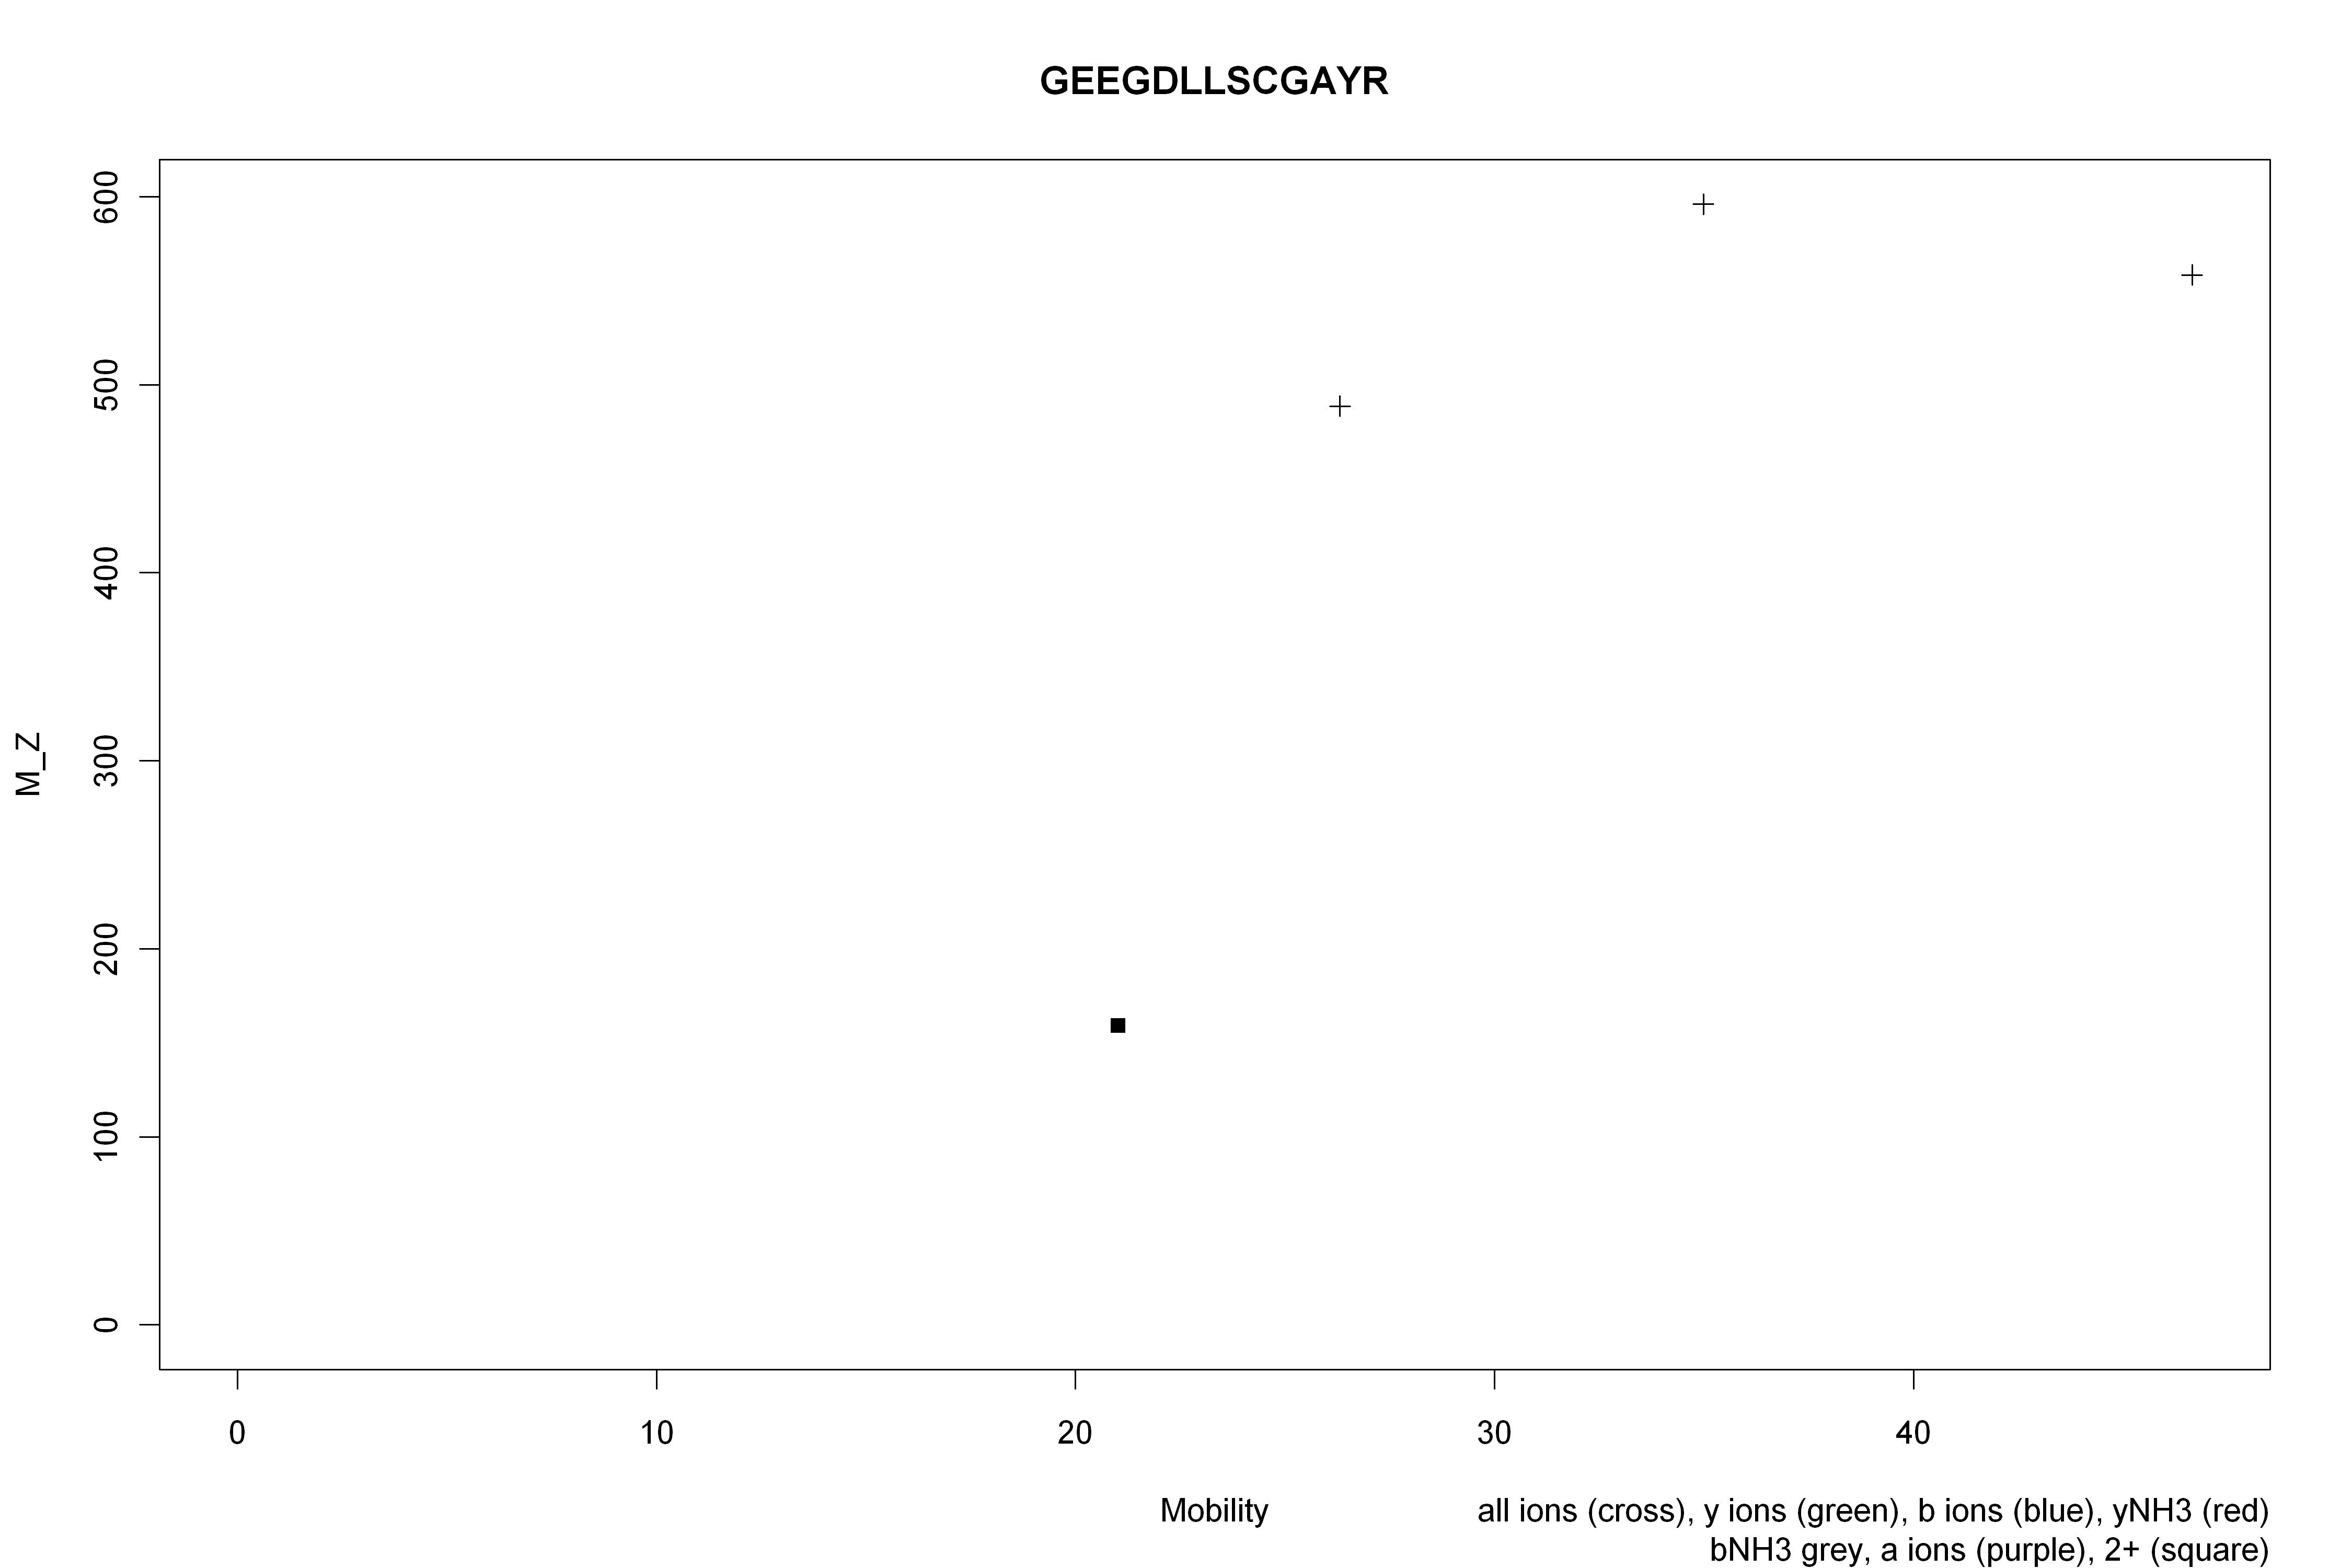 GEEGDLLSCGAYR
600
500
400
300
200
100
0
M_Z
0 10 20 30 40
Mobility
all ions (cross), y ions (green), b ions (blue), yNH3 (red)
bNH3 grey, a ions (purple), 2+ (square)